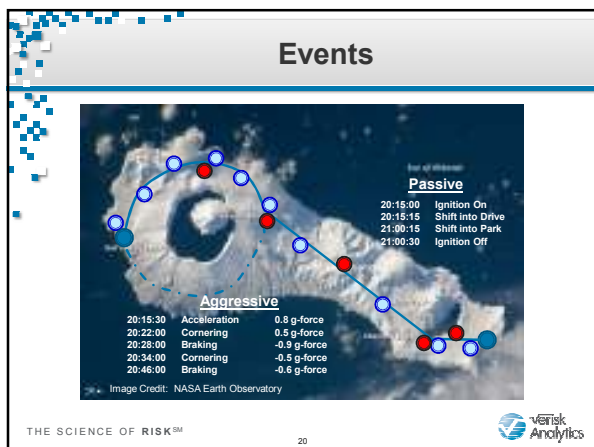 Events
Passive
20:15:00 Ignition On
20:15:15 Shift into Drive
21:00:15 Shift into Park
21:00:30 Ignition Off
Aggressive
20:15:30 Acceleration 0.8 g-force
20:22:00 Cornering 0.5 g-force
20:28:00 Braking -0.9 g-force
20:34:00 Cornering -0.5 g-force
20:46:00 Braking -0.6 g-force
Image Credit: NASA Earth Observatory
THE SCIENCE OF RISK℠
20
Verisk
Analytics